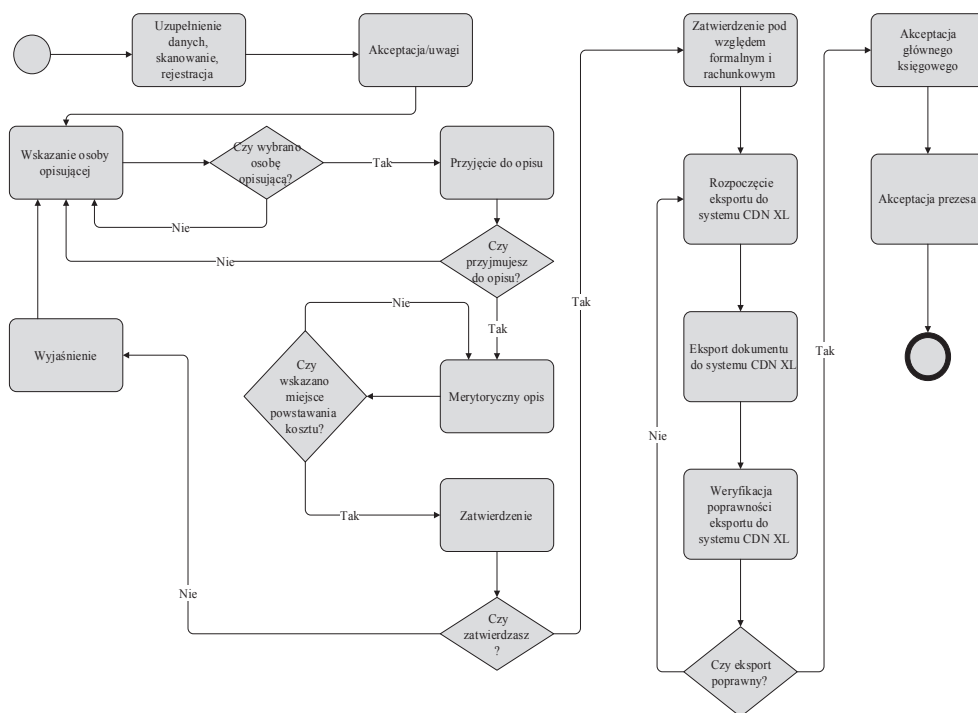 Uzupełnienie
danych,
skanowanie,
rejestracja
Akceptacja/uwagi
Wskazanie osoby
opisującej
Czy wybrano
osobę
opisującą?
Tak
Nie
Przyjęcie do opisu
Czy
przyjmujesz
do opisu?
Nie
Tak
Merytoryczny opis
Czy
wskazano
miejsce
powstawania
kosztu?
Nie
Tak
Zatwierdzenie
Czy
zatwierdzasz
?
Nie
Wyjaśnienie
Tak
Zatwierdzenie pod
względem
formalnym i
rachunkowym
Rozpoczęcie
eksportu do
systemu CDN XL
Eksport dokumentu
do systemu CDN XL
Weryfikacja
poprawności
eksportu do
systemu CDN XL
Czy eksport
poprawny?
Nie
Tak
Akceptacja
głównego
księgowego
Akceptacja prezesa